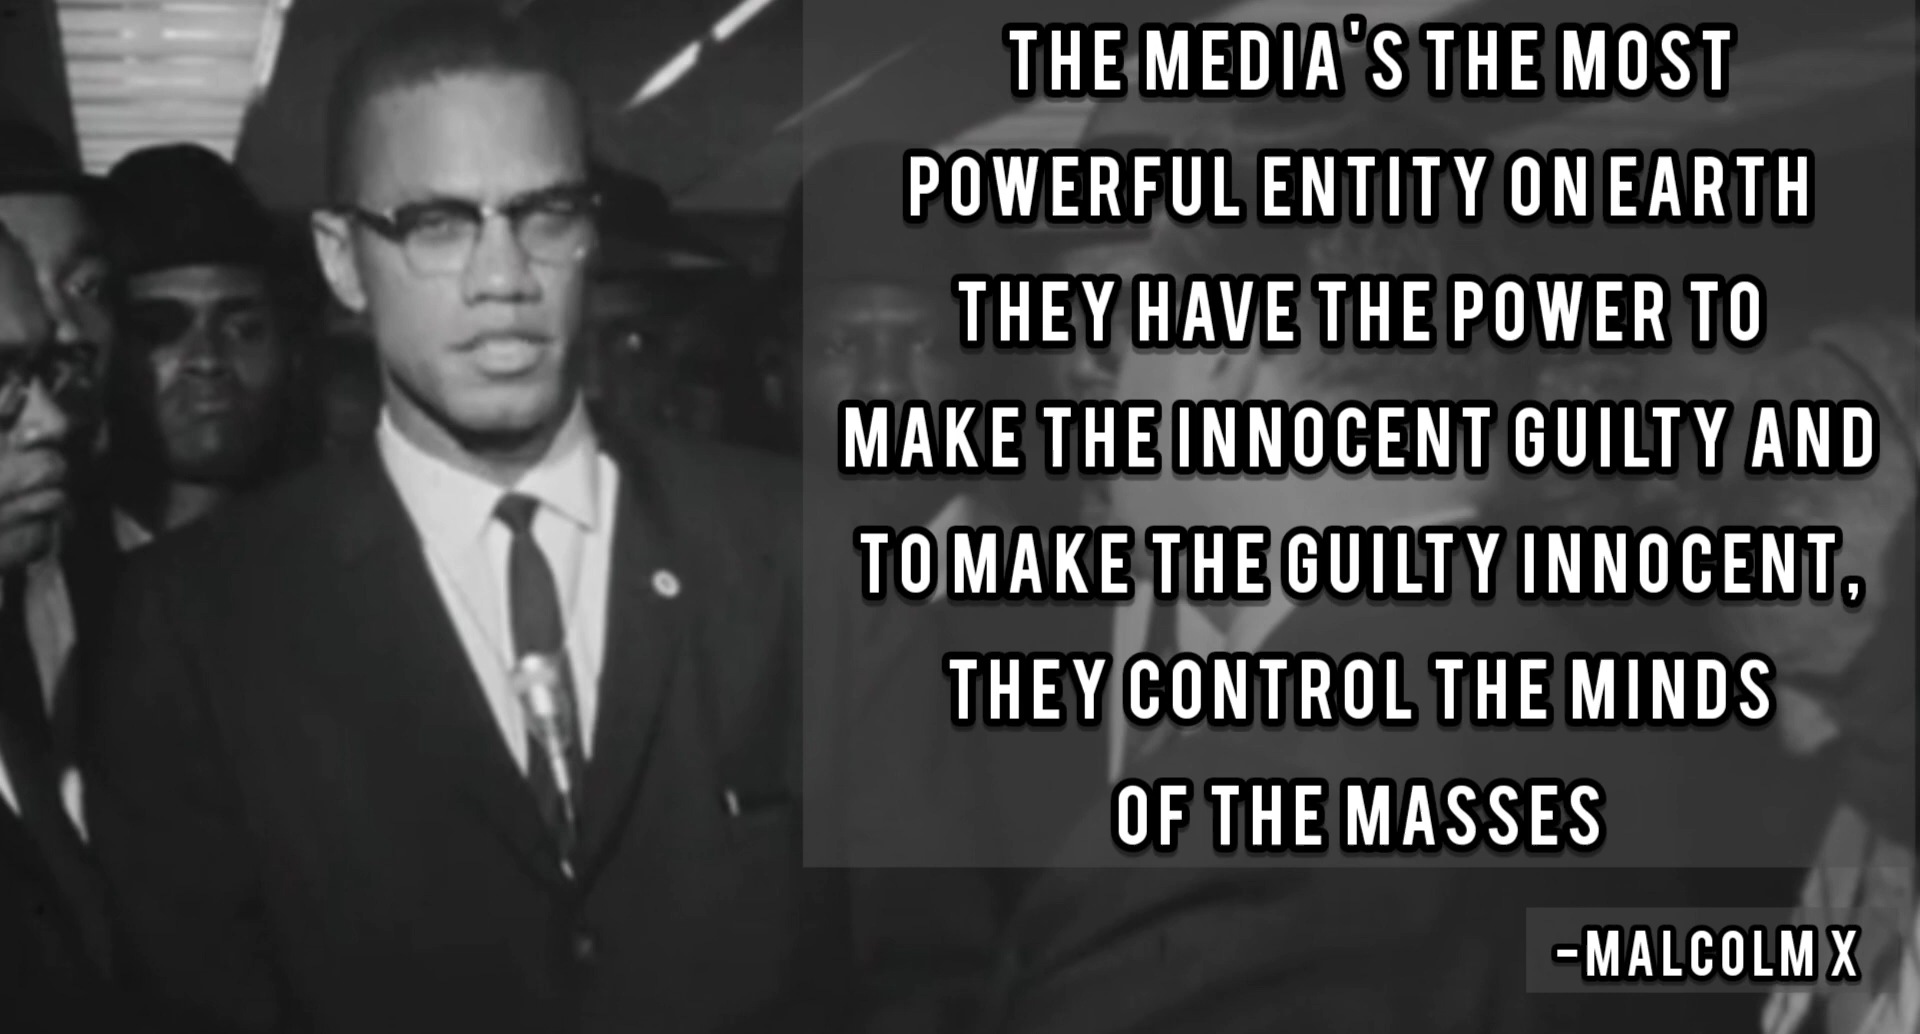 THE MEDIA'S THE MOST
POWERFUL ENTITY ON EARTH
THEY HAVE THE POWER TO
MAKE THE INNOCENT GUILTY AND
TO MAKE THE GUILTY INNOCENT,
THEY CONTROL THE MINDS
OF THE MASSES
-MALCOLM X